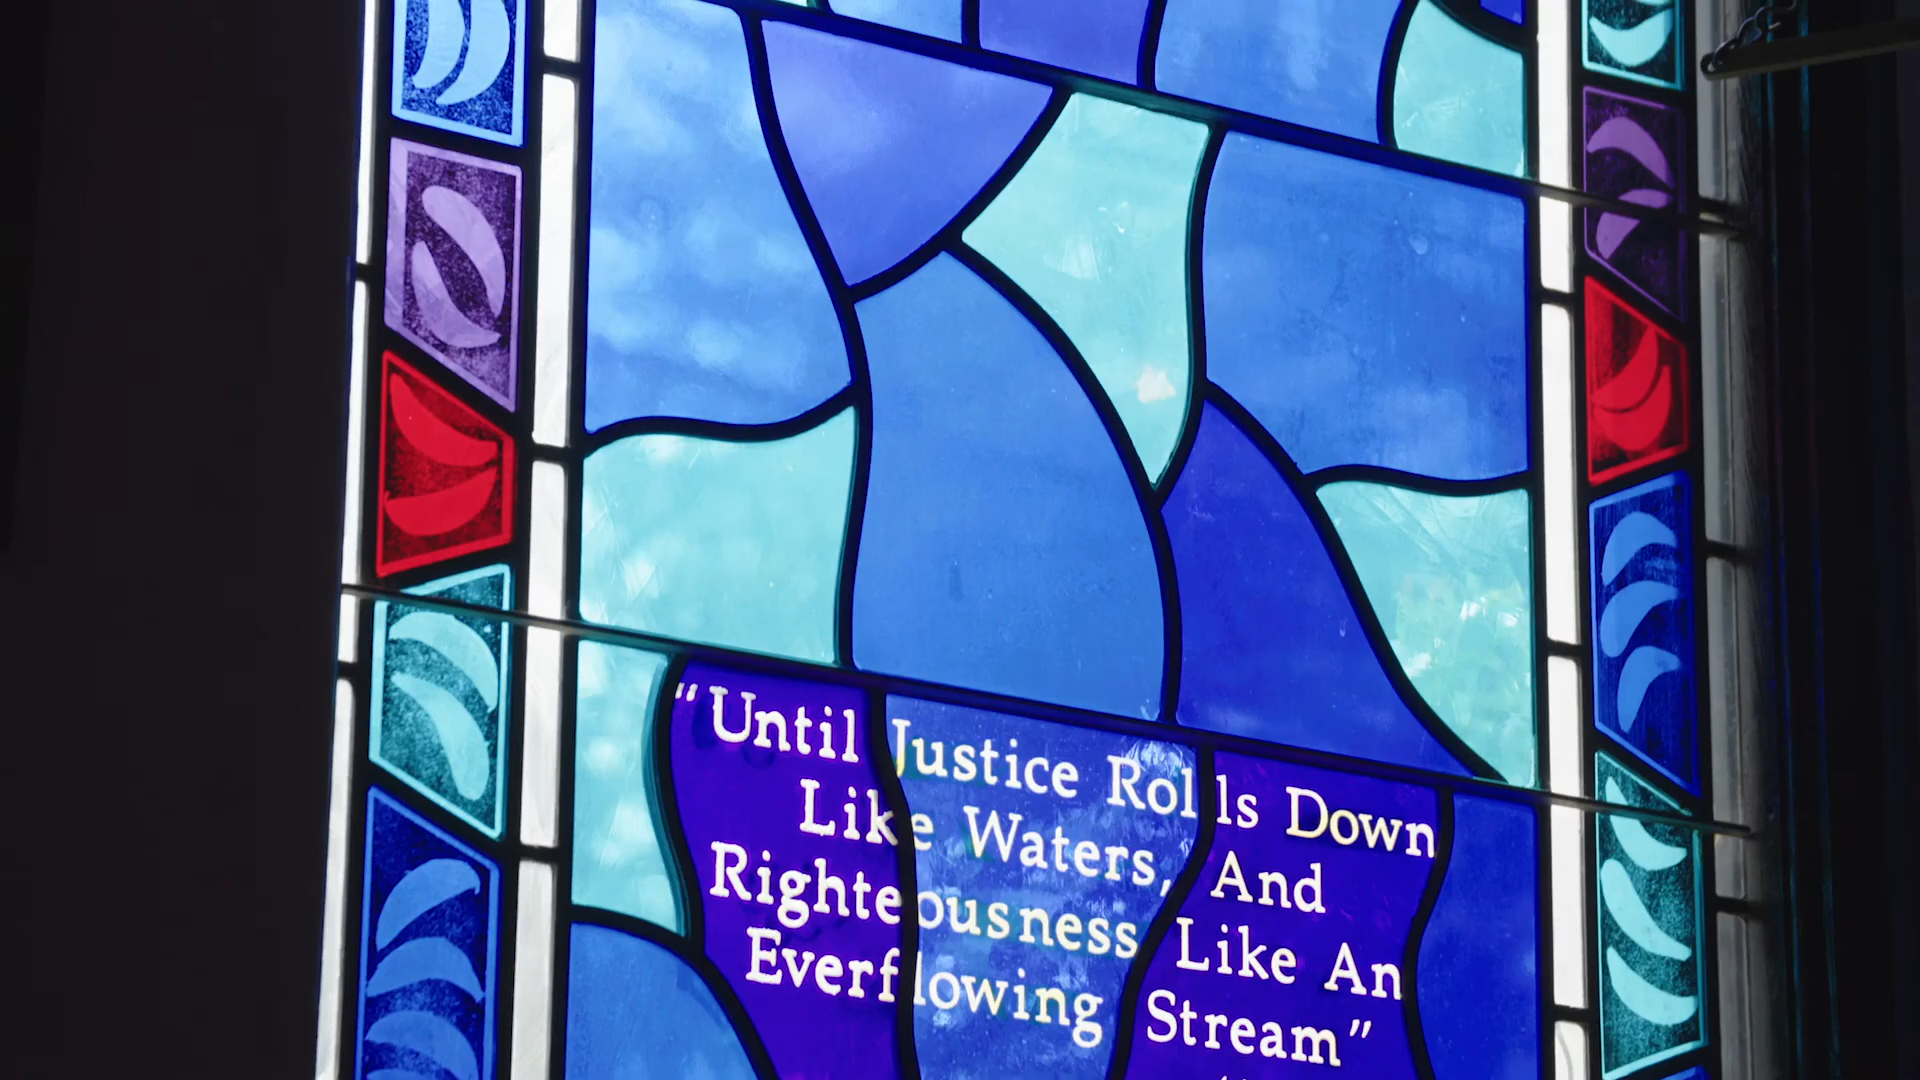 “Until Justice Rolls Down
Like Waters, And
Righteousness Like An
Everflowing Stream”